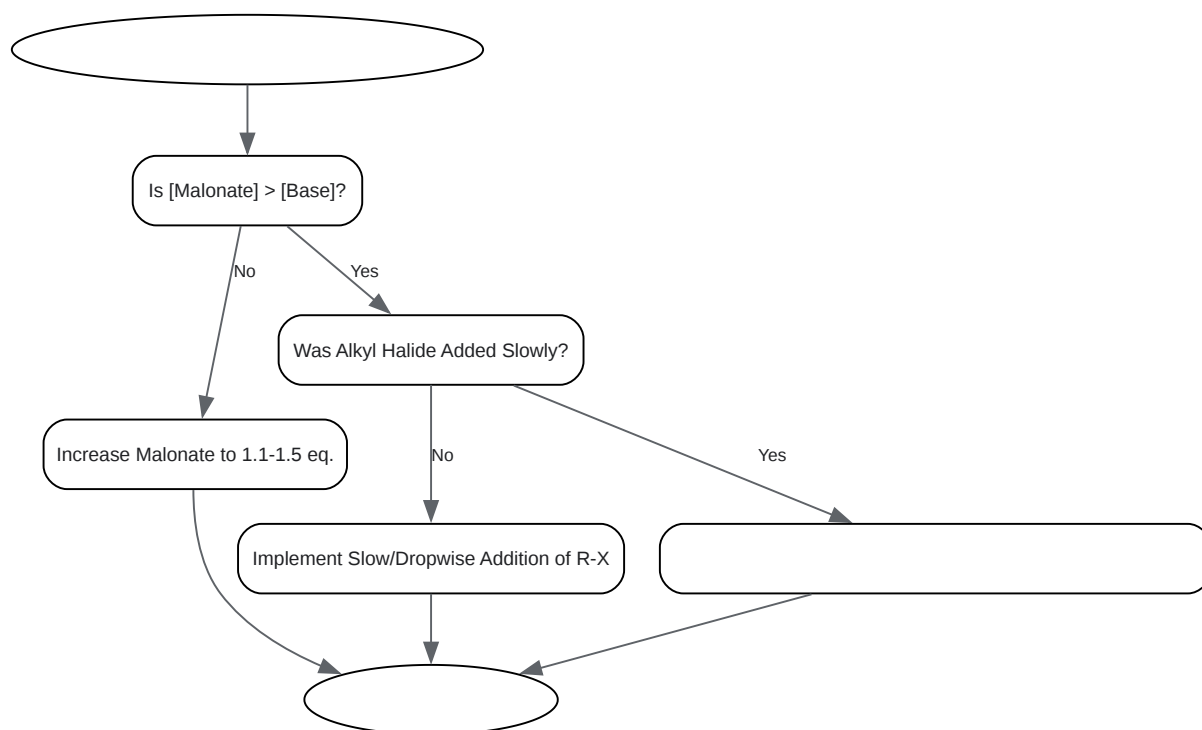 Is [Malonate] > [Base]?
No
Yes
Was Alkyl Halide Added Slowly?
Increase Malonate to 1.1-1.5 eq.
No
Yes
Implement Slow/Dropwise Addition of R-X